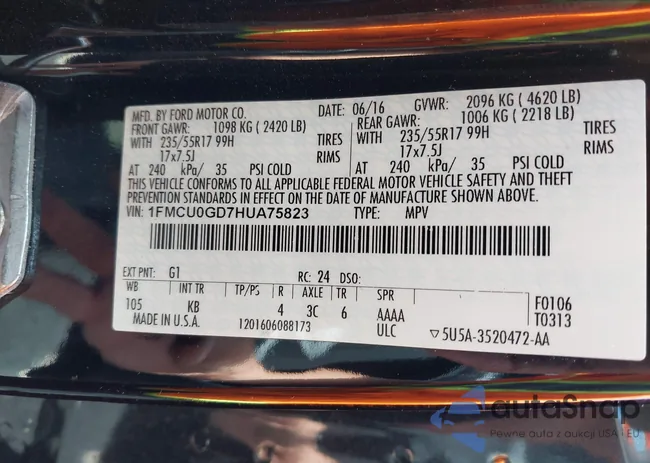 MFD. BY FORD MOTOR CO. DATE: 06/16 GVWR: 2096 KG ( 4620 LB)
FRONT GAWR: 1098 KG ( 2420 LB) REAR GAWR: 1006 KG ( 2218 LB)
WITH 235/55R17 99H TIRES WITH 235/55R17 99H TIRES
17x7.5J RIMS 17x7.5J RIMS
AT 240 kPa/ 35 PSI COLD AT 240 kPa/ 35 PSI COLD
THIS VEHICLE CONFORMS TO ALL APPLICABLE FEDERAL MOTOR VEHICLE SAFETY AND THEFT
PREVENTION STANDARDS IN EFFECT ON THE DATE OF MANUFACTURE SHOWN ABOVE.
VIN: 1FMCU0GD7HUA75823 TYPE: MPV
EXT PNT: G1 RC: 24 DSO:
WB INT TR TP/PS R AXLE TR SPR F0106
105 KB 4 3C 6 AAAA T0313
MADE IN U.S.A. 1201606088173 ULC ▽5U5A-3520472-AA
autoSnap
Pewne auta z aukcji USA i EU